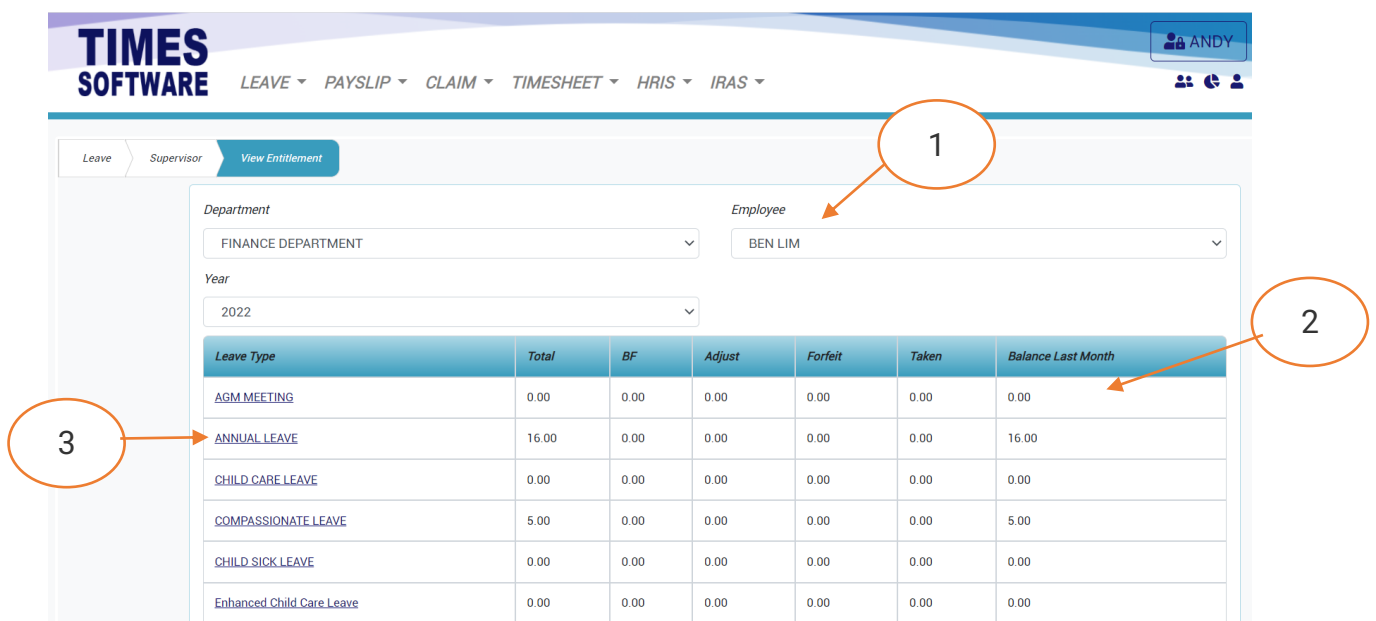 TIMES
SOFTWARE
ANDY
LEAVE PAYSLIP CLAIM TIMESHEET HRIS IRAS
1
Leave Supervisor View Entitlement
Department Employee
FINANCE DEPARTMENT BEN LIM
Year
2022
2
Leave Type Total BF Adjust Forfeit Taken Balance Last Month
AGM MEETING 0.00 0.00 0.00 0.00 0.00 0.00
3
ANNUAL LEAVE 16.00 0.00 0.00 0.00 0.00 16.00
CHILD CARE LEAVE 0.00 0.00 0.00 0.00 0.00 0.00
COMPASSIONATE LEAVE 5.00 0.00 0.00 0.00 0.00 5.00
CHILD SICK LEAVE 0.00 0.00 0.00 0.00 0.00 0.00
Enhanced Child Care Leave 0.00 0.00 0.00 0.00 0.00 0.00